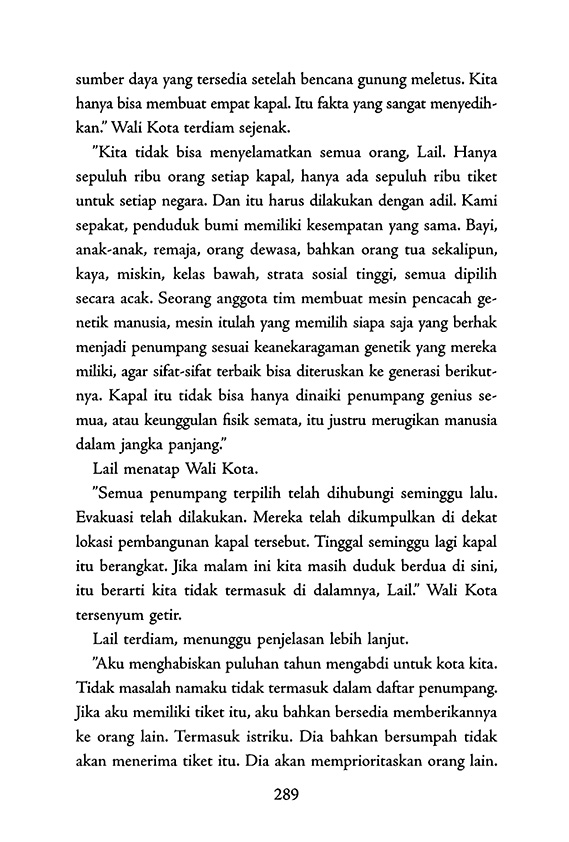 sumber daya yang tersedia setelah bencana gunung meletus. Kita
hanya bisa membuat empat kapal. Itu fakta yang sangat menyedih-
kan.” Wali Kota terdiam sejenak.
”Kita tidak bisa menyelamatkan semua orang, Lail. Hanya
sepuluh ribu orang setiap kapal, hanya ada sepuluh ribu tiket
untuk setiap negara. Dan itu harus dilakukan dengan adil. Kami
sepakat, penduduk bumi memiliki kesempatan yang sama. Bayi,
anak-anak, remaja, orang dewasa, bahkan orang tua sekalipun,
kaya, miskin, kelas bawah, strata sosial tinggi, semua dipilih
secara acak. Seorang anggota tim membuat mesin pencacah ge-
netik manusia, mesin itulah yang memilih siapa saja yang berhak
menjadi penumpang sesuai keanekaragaman genetik yang mereka
miliki, agar sifat-sifat terbaik bisa diteruskan ke generasi berikut-
nya. Kapal itu tidak bisa hanya dinaiki penumpang genius se-
mua, atau keunggulan fisik semata, itu justru merugikan manusia
dalam jangka panjang.”
Lail menatap Wali Kota.
”Semua penumpang terpilih telah dihubungi seminggu lalu.
Evakuasi telah dilakukan. Mereka telah dikumpulkan di dekat
lokasi pembangunan kapal tersebut. Tinggal seminggu lagi kapal
itu berangkat. Jika malam ini kita masih duduk berdua di sini,
itu berarti kita tidak termasuk di dalamnya, Lail.” Wali Kota
tersenyum getir.
Lail terdiam, menunggu penjelasan lebih lanjut.
”Aku menghabiskan puluhan tahun mengabdi untuk kota kita.
Tidak masalah namaku tidak termasuk dalam daftar penumpang.
Jika aku memiliki tiket itu, aku bahkan bersedia memberikannya
ke orang lain. Termasuk istriku. Dia bahkan bersumpah tidak
akan menerima tiket itu. Dia akan memprioritaskan orang lain.
289